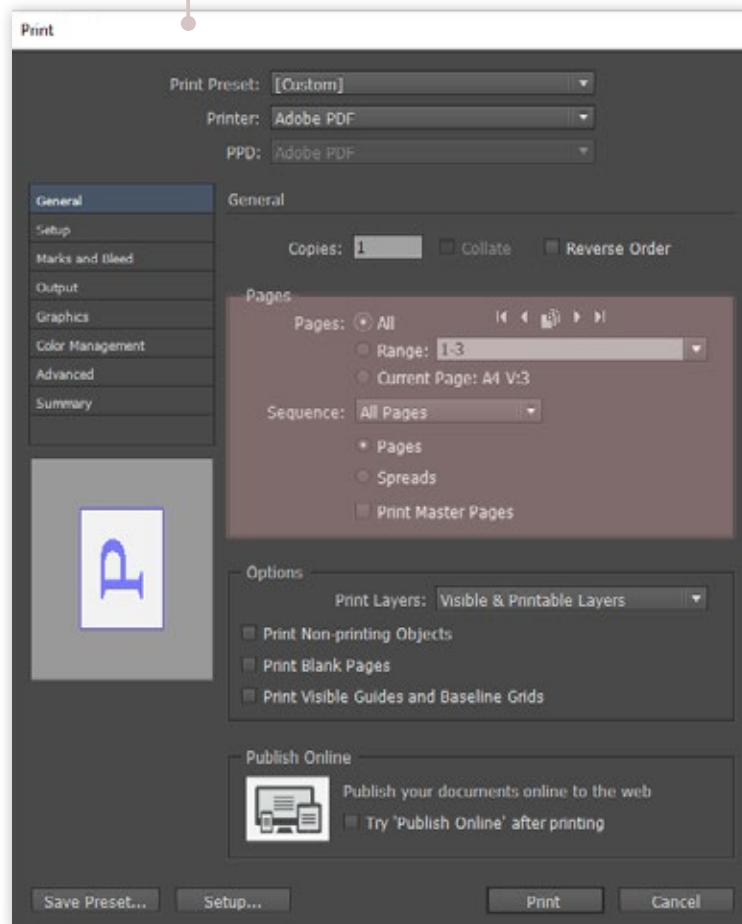 Print
Print Preset: [Custom]
Printer: Adobe PDF
PPD: Adobe PDF
General
Setup
Marks and Bleed
Output
Graphics
Color Management
Advanced
Summary
P
General
Copies: 1 Collate Reverse Order
Pages
Pages: All
Range: 1-3
Current Page: A4 V:3
Sequence: All Pages
Pages
Spreads
Print Master Pages
Options
Print Layers: Visible & Printable Layers
Print Non-printing Objects
Print Blank Pages
Print Visible Guides and Baseline Grids
Publish Online
Publish your documents online to the web
Try 'Publish Online' after printing
Save Preset... Setup... Print Cancel